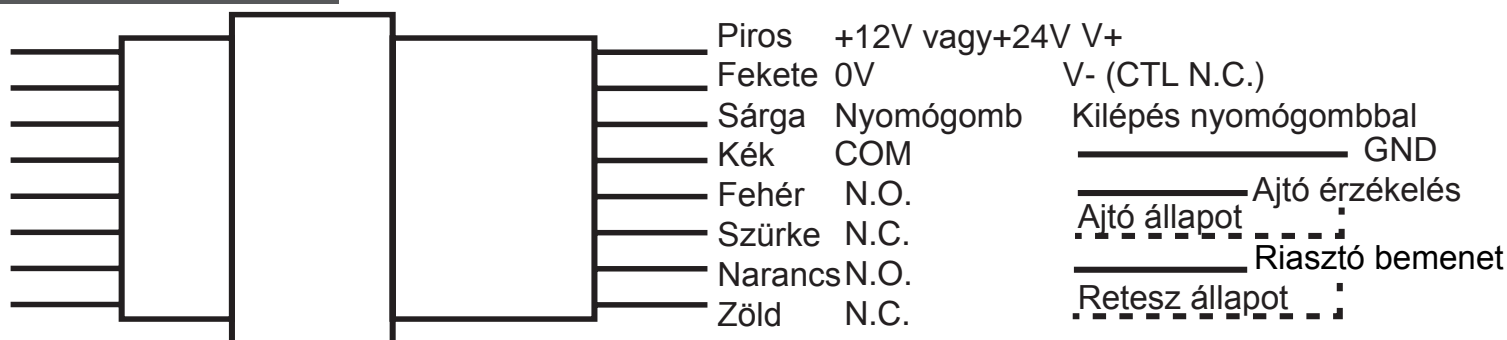 Piros +12V vagy+24V V+
Fekete 0V V- (CTL N.C.)
Sárga Nyomógomb Kilépés nyomógombbal
Kék COM GND
Fehér N.O. Ajtó érzékelés
Ajtó állapot
Szürke N.C.
Narancs N.O. Riasztó bemenet
Retesz állapot
Zöld N.C.